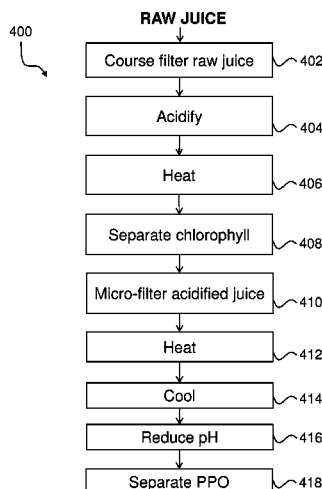 RAW JUICE
400
Course filter raw juice
402
Acidify
404
Heat
406
Separate chlorophyll
408
Micro-filter acidified juice
410
Heat
412
Cool
414
Reduce pH
416
Separate PPO
418